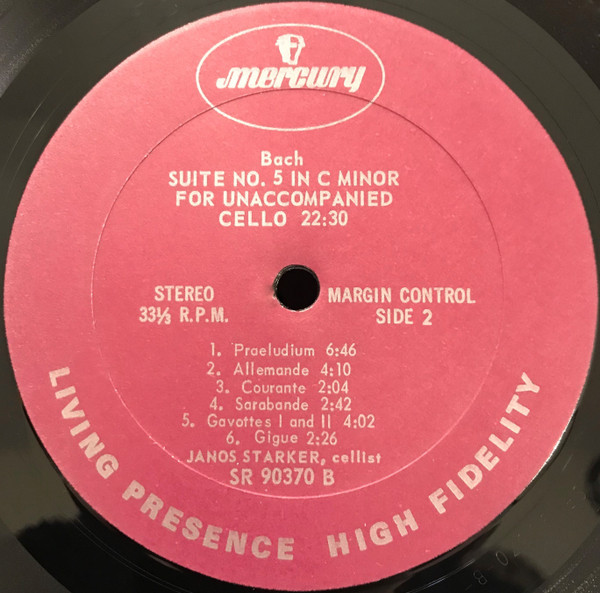 mercury
Bach
SUITE NO. 5 IN C MINOR
FOR UNACCOMPANIED
CELLO 22:30
STEREO
33⅓ R.P.M.
MARGIN CONTROL
SIDE 2
1. Praeludium 6:46
2. Allemande 4:10
3. Courante 2:04
4. Sarabande 2:42
5. Gavottes I and II 4:02
6. Gigue 2:26
JANOS STARKER, cellist
SR 90370 B
LIVING PRESENCE HIGH FIDELITY